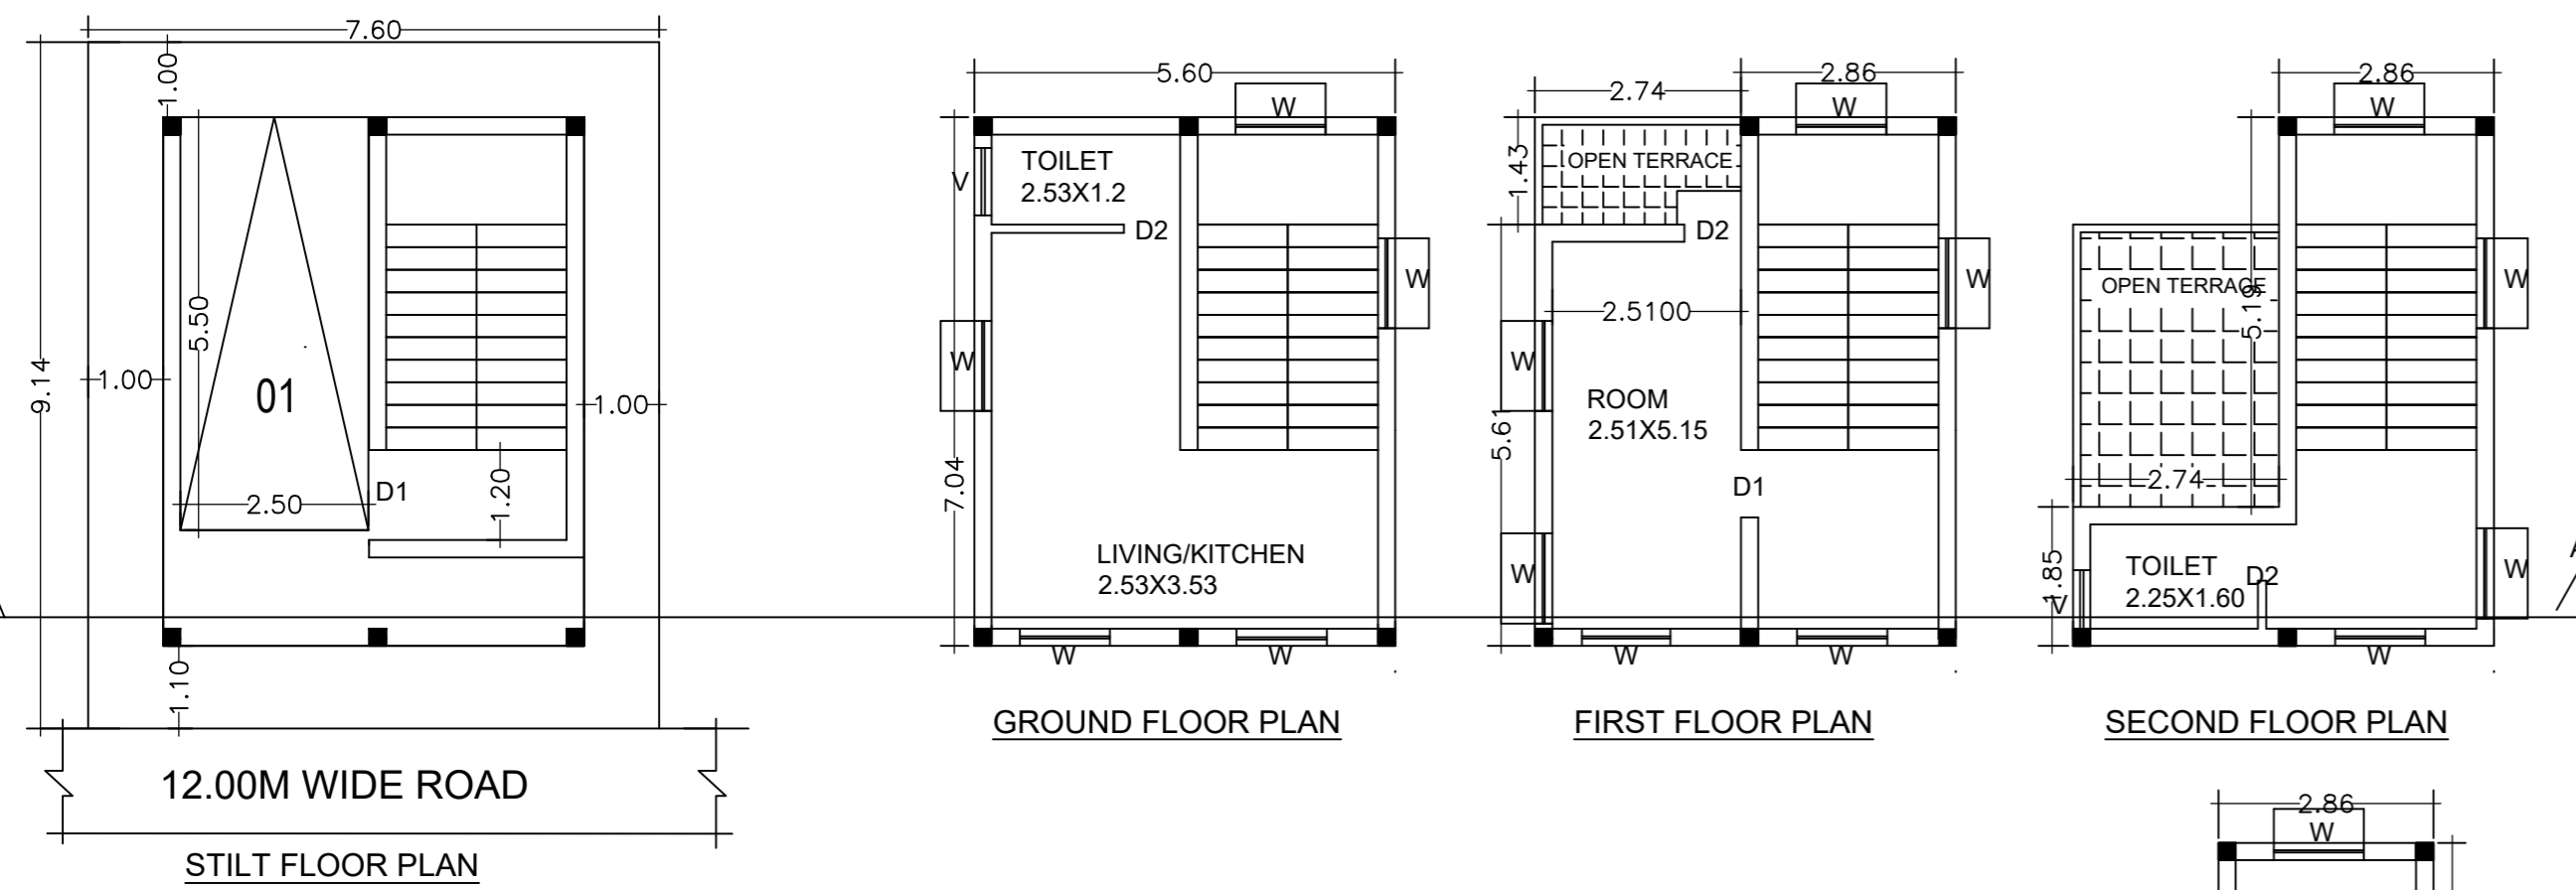 7.60
1.00
9.14
5.50
1.00
01
1.00
2.50
D1
1.20
1.10
12.00M WIDE ROAD
STILT FLOOR PLAN
5.60
W
TOILET
2.53X1.2
V
D2
W
W
7.04
LIVING/KITCHEN
2.53X3.53
W
W
GROUND FLOOR PLAN
2.74
2.86
W
1.43
OPEN TERRACE
D2
W
2.5100
W
ROOM
2.51X5.15
5.61
D1
W
W
W
FIRST FLOOR PLAN
2.86
W
OPEN TERRACE
5.19
W
2.74
1.85
TOILET
2.25X1.60
D2
V
W
W
SECOND FLOOR PLAN
2.86
W